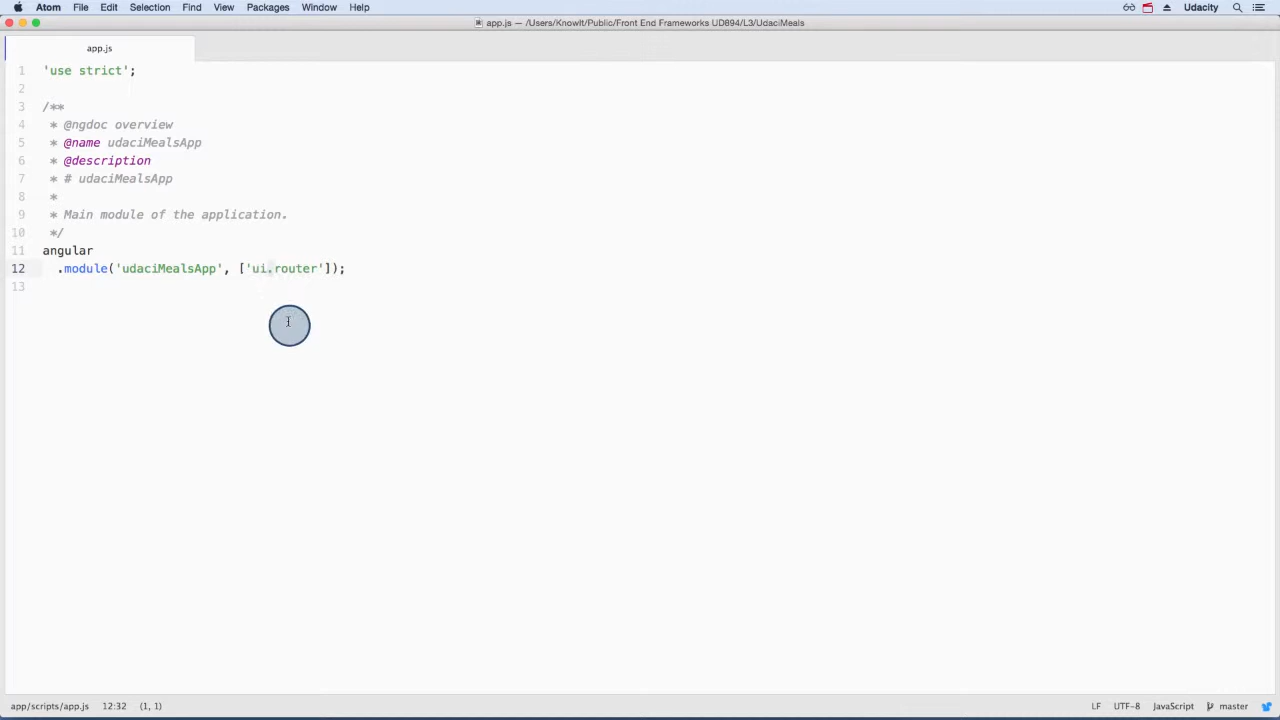 Atom File Edit Selection Find View Packages Window Help Udacity
app.js — /Users/KnowIt/Public/Front End Frameworks UD894/L3/UdaciMeals
app.js
1 'use strict';
2
3 /**
4 * @ngdoc overview
5 * @name udaciMealsApp
6 * @description
7 * # udaciMealsApp
8 *
9 * Main module of the application.
10 */
11 angular
12 .module('udaciMealsApp', ['ui.router']);
13
app/scripts/app.js 12:32 (1, 1) LF UTF-8 JavaScript master